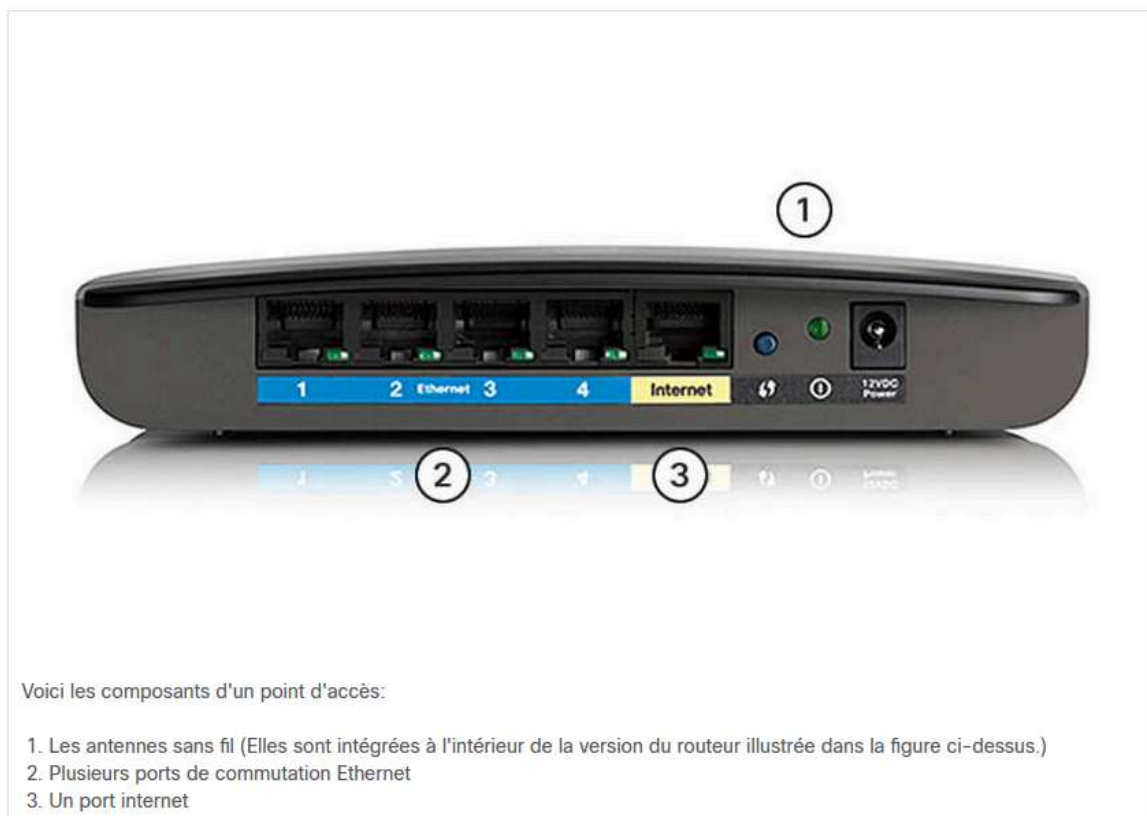 1
1 2 Ethernet 3 4 Internet 12VDC
Power
2 3
Voici les composants d'un point d'accès:
1. Les antennes sans fil (Elles sont intégrées à l'intérieur de la version du routeur illustrée dans la figure ci-dessus.)
2. Plusieurs ports de commutation Ethernet
3. Un port internet